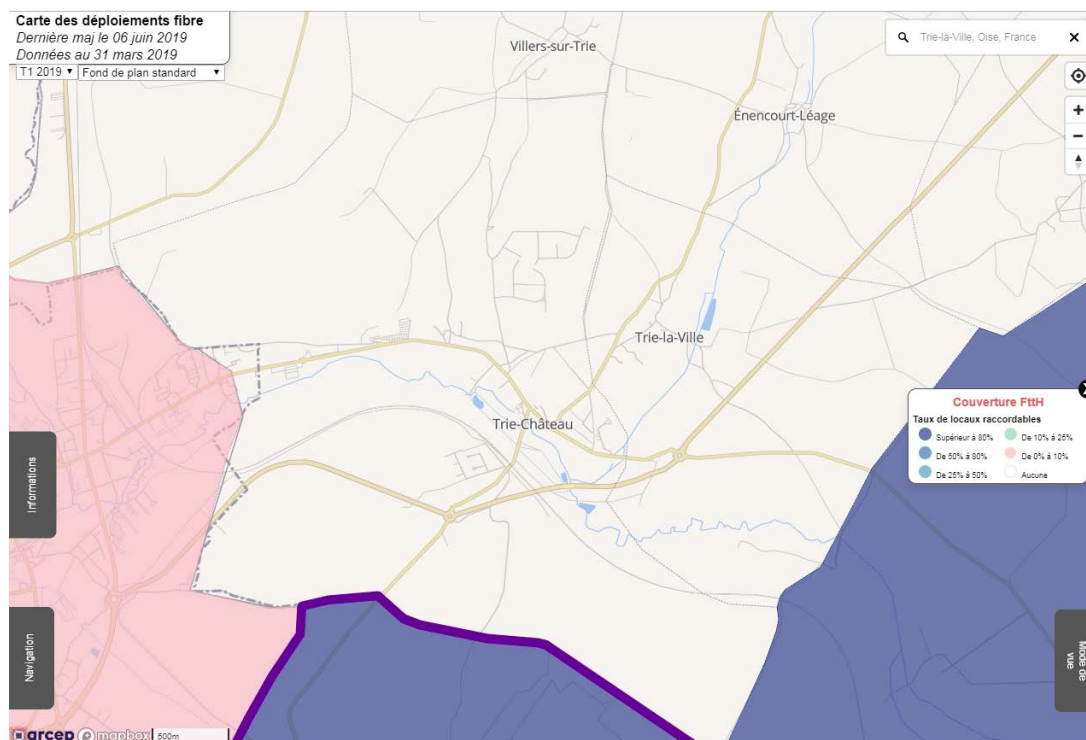 Carte des déploiements fibre
Dernière maj le 06 juin 2019
Données au 31 mars 2019
T1 2019
Fond de plan standard
Trie-la-Ville, Oise, France
Villers-sur-Trie
Énencourt-Léage
Trie-la-Ville
Trie-Château
Couverture FttH
Taux de locaux raccordables
Supérieur à 80%
De 10% à 25%
De 50% à 80%
De 0% à 10%
De 25% à 50%
Aucune
Informations
Navigation
Mode de
vue
arcep
mapbox
500m